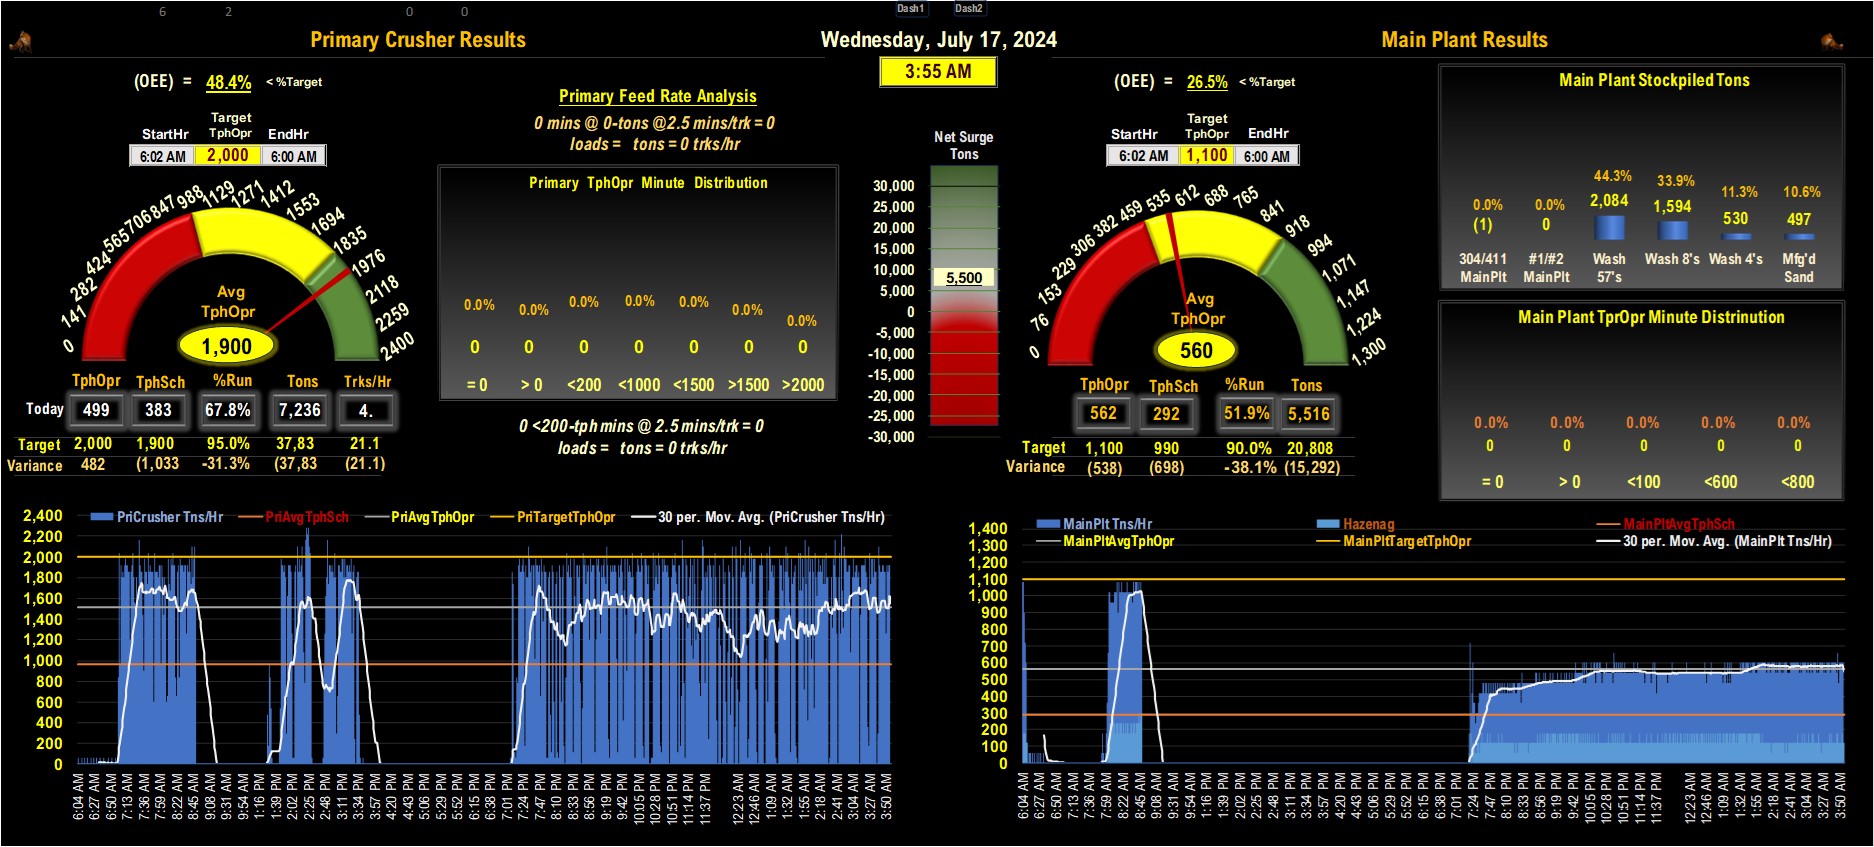 6 2 0 0 Dash1 Dash2
Primary Crusher Results
Wednesday, July 17, 2024
Main Plant Results
3:55 AM
(OEE) = 48.4% < %Target
Target
StartHr TphOpr EndHr
6:02 AM 2,000 6:00 AM
0 141 282 424 565 706 847 988 1129 1271 1412 1553 1694 1835 1976 2118 2259 2400
Avg
TphOpr
1,900
TphOpr TphSch %Run Tons Trks/Hr
Today 499 383 67.8% 7,236 4.
Target 2,000 1,900 95.0% 37,83 21.1
Variance 482 (1,033 -31.3% (37,83 (21.1)
Primary Feed Rate Analysis
0 mins @ 0-tons @2.5 mins/trk = 0
loads = tons = 0 trks/hr
Primary TphOpr Minute Distribution
0.0% 0.0% 0.0% 0.0% 0.0% 0.0% 0.0%
0 0 0 0 0 0 0
= 0 > 0 <200 <1000 <1500 >1500 >2000
0 <200-tph mins @ 2.5 mins/trk = 0
loads = tons = 0 trks/hr
Net Surge
Tons
30,000
25,000
20,000
15,000
10,000
5,500
5,000
0
-5,000
-10,000
-15,000
-20,000
-25,000
-30,000
(OEE) = 26.5% < %Target
Target
StartHr TphOpr EndHr
6:02 AM 1,100 6:00 AM
0 76 153 229 306 382 459 535 612 688 765 841 918 994 1,071 1,147 1,224 1,300
Avg
TphOpr
560
TphOpr TphSch %Run Tons
562 292 51.9% 5,516
Target 1,100 990 90.0% 20,808
Variance (538) (698) -38.1% (15,292)
Main Plant Stockpiled Tons
0.0% 0.0% 44.3% 33.9% 11.3% 10.6%
(1) 0 2,084 1,594 530 497
304/411 #1/#2 Wash Wash 8's Wash 4's Mfg'd
MainPlt MainPlt 57's Sand
Main Plant TprOpr Minute Distrinution
0.0% 0.0% 0.0% 0.0% 0.0% 0.0%
0 0 0 0 0 0
= 0 > 0 <100 <600 <800
PriCrusher Tns/Hr PriAvgTphSch PriAvgTphOpr PriTargetTphOpr 30 per. Mov. Avg. (PriCrusher Tns/Hr)
2,400
2,200
2,000
1,800
1,600
1,400
1,200
1,000
800
600
400
200
0
6:04 AM 6:27 AM 6:50 AM 7:13 AM 7:36 AM 7:59 AM 8:22 AM 8:45 AM 9:08 AM 9:31 AM 9:54 AM 1:16 PM 1:39 PM 2:02 PM 2:25 PM 2:48 PM 3:11 PM 3:34 PM 3:57 PM 4:20 PM 4:43 PM 5:06 PM 5:29 PM 5:52 PM 6:15 PM 6:38 PM 7:01 PM 7:24 PM 7:47 PM 8:10 PM 8:33 PM 8:56 PM 9:19 PM 9:42 PM 10:05 PM 10:28 PM 10:51 PM 11:14 PM 11:37 PM 12:23 AM 12:46 AM 1:09 AM 1:32 AM 1:55 AM 2:18 AM 2:41 AM 3:04 AM 3:27 AM 3:50 AM
MainPlt Tns/Hr Hazenag MainPltAvgTphSch
MainPltAvgTphOpr MainPltTargetTphOpr 30 per. Mov. Avg. (MainPlt Tns/Hr)
1,400
1,300
1,200
1,100
1,000
900
800
700
600
500
400
300
200
100
0
6:04 AM 6:27 AM 6:50 AM 7:13 AM 7:36 AM 7:59 AM 8:22 AM 8:45 AM 9:08 AM 9:31 AM 9:54 AM 1:16 PM 1:39 PM 2:02 PM 2:25 PM 2:48 PM 3:11 PM 3:34 PM 3:57 PM 4:20 PM 4:43 PM 5:06 PM 5:29 PM 5:52 PM 6:15 PM 6:38 PM 7:01 PM 7:24 PM 7:47 PM 8:10 PM 8:33 PM 8:56 PM 9:19 PM 9:42 PM 10:05 PM 10:28 PM 10:51 PM 11:14 PM 11:37 PM 12:23 AM 12:46 AM 1:09 AM 1:32 AM 1:55 AM 2:18 AM 2:41 AM 3:04 AM 3:27 AM 3:50 AM